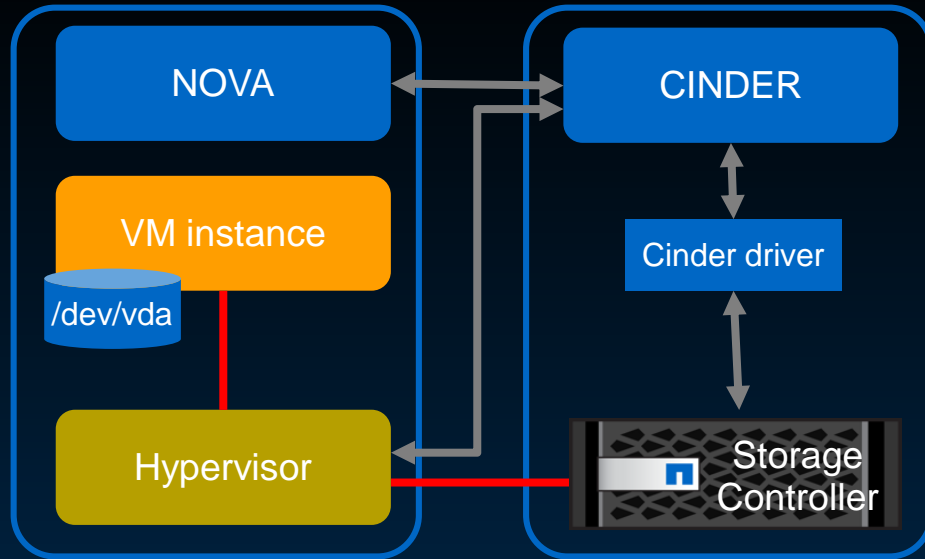 NOVA
CINDER
VM instance
/dev/vda
Cinder driver
Hypervisor
Storage
Controller